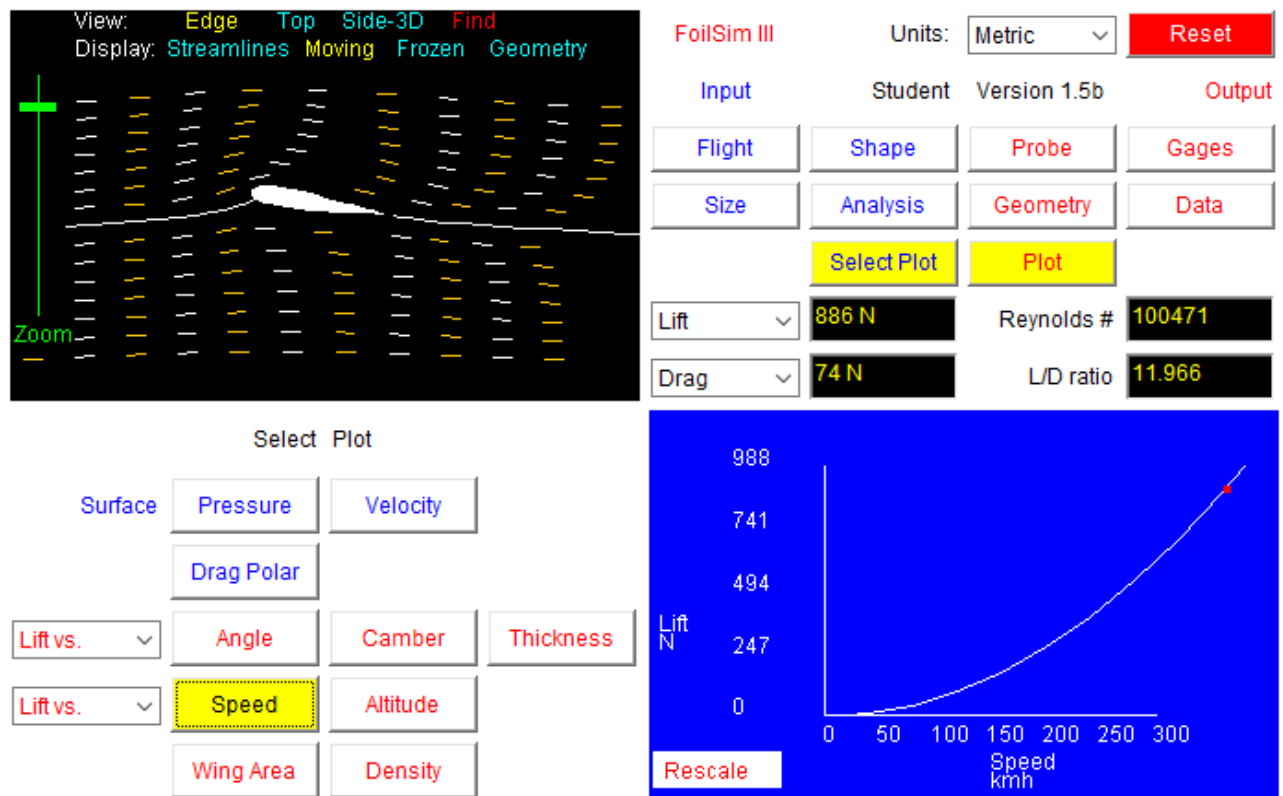 View: Edge Top Side-3D Find
Display: Streamlines Moving Frozen Geometry
Zoom
FoilSim III Units: Metric Reset
Input Student Version 1.5b Output
Flight Shape Probe Gages
Size Analysis Geometry Data
Select Plot Plot
Lift 886 N Reynolds # 100471
Drag 74 N L/D ratio 11.966
Select Plot
Surface Pressure Velocity
Drag Polar
Lift vs. Angle Camber Thickness
Lift vs. Speed Altitude
Wing Area Density
988
741
494
Lift
N 247
0
0 50 100 150 200 250 300
Speed
kmh
Rescale